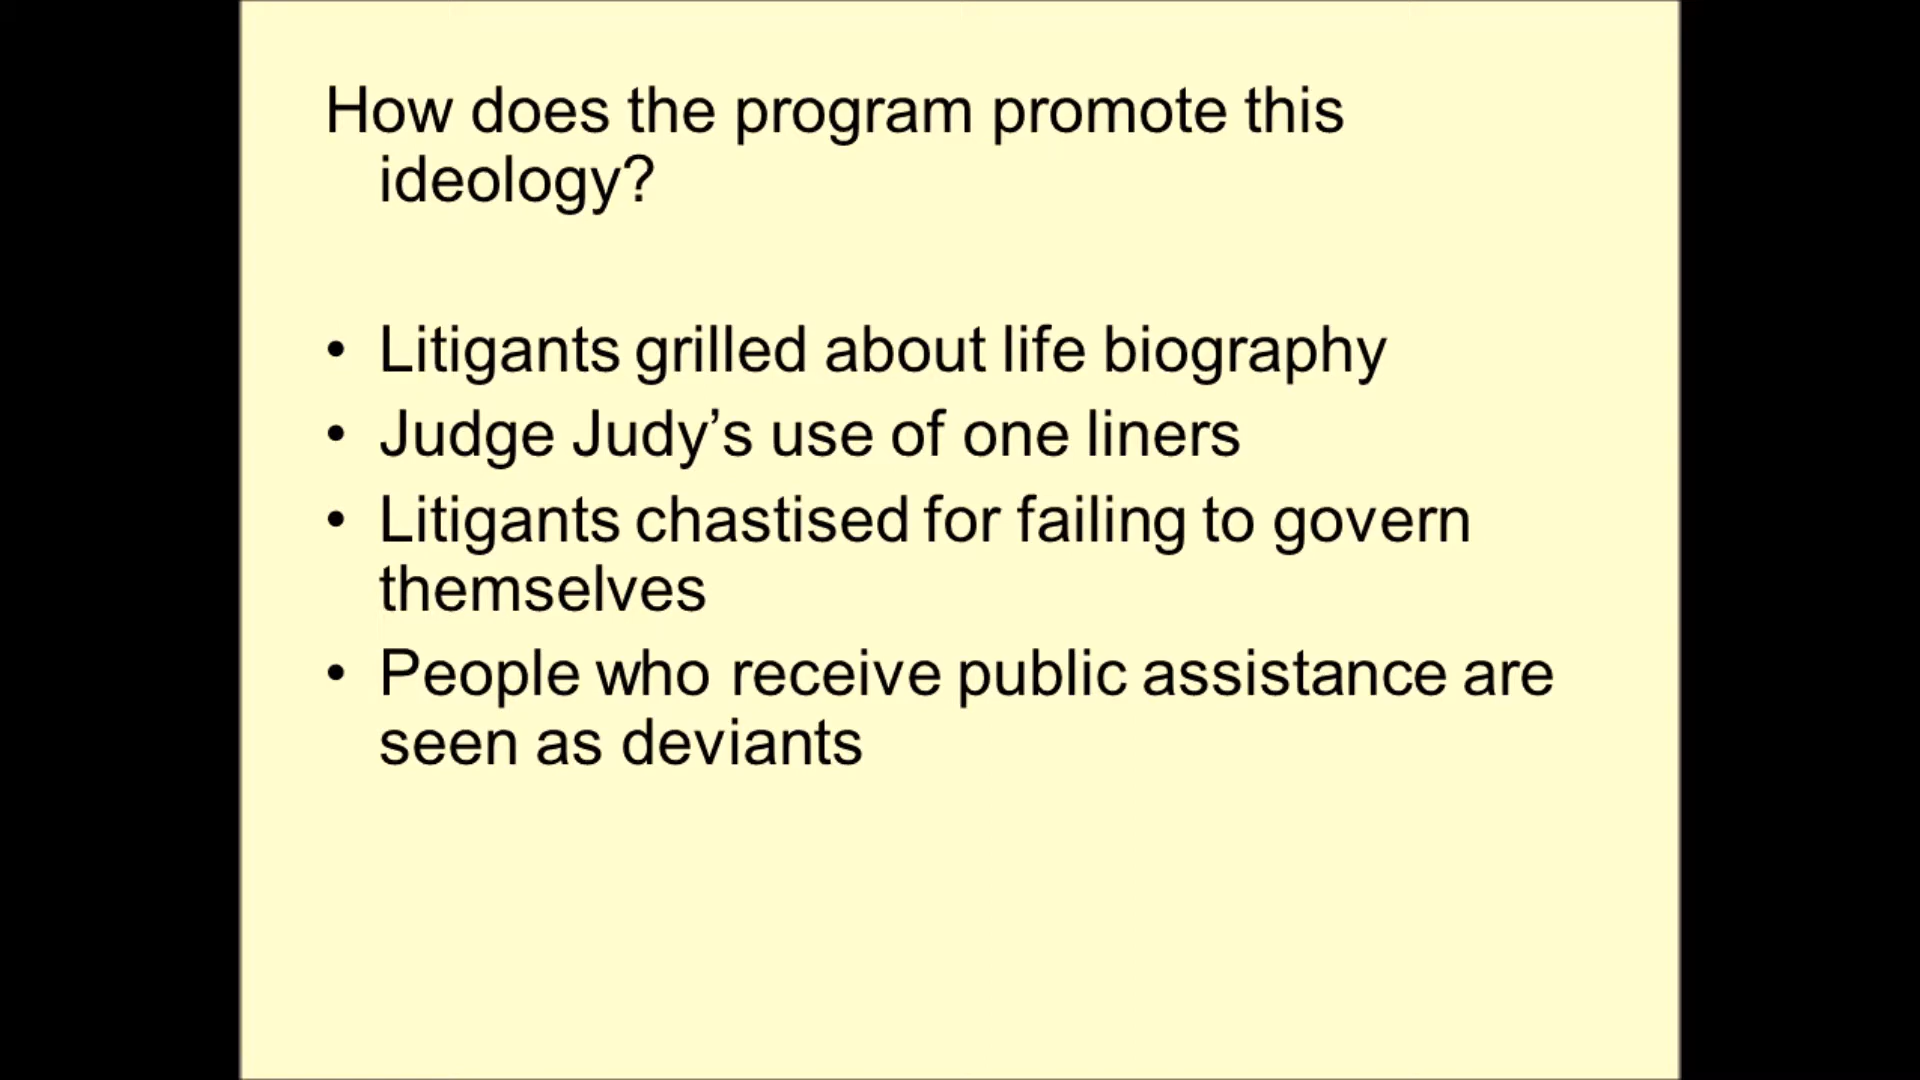 How does the program promote this
ideology?
• Litigants grilled about life biography
• Judge Judy’s use of one liners
• Litigants chastised for failing to govern
themselves
• People who receive public assistance are
seen as deviants